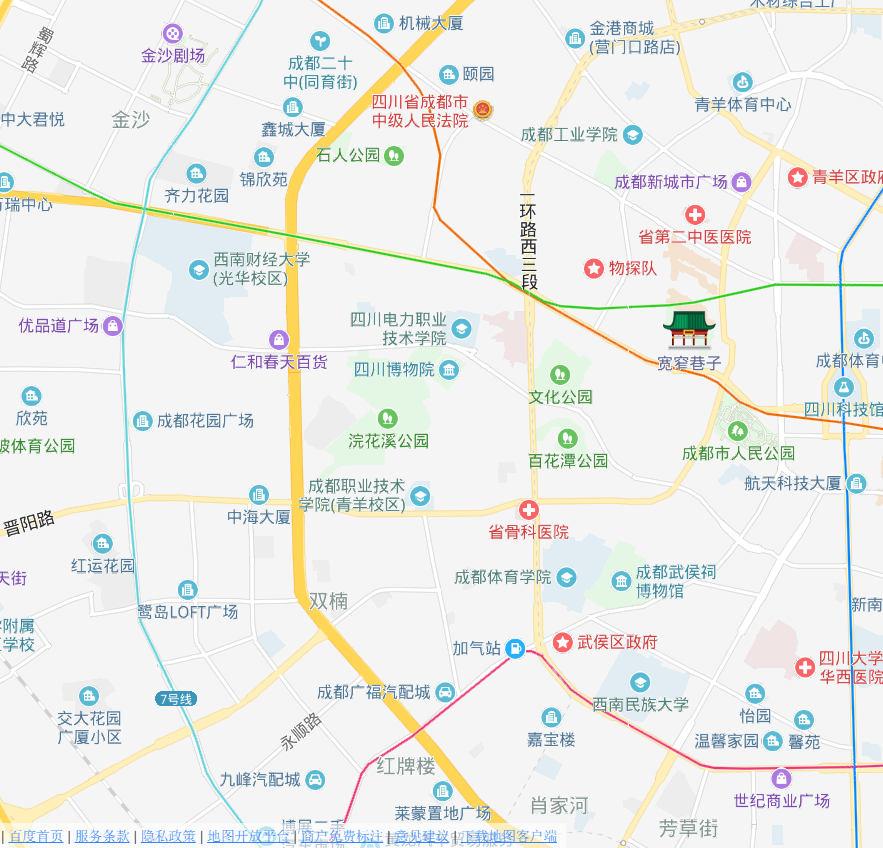 木材综合工厂
机械大厦
金港商城
(营门口路店)
蜀辉路
金沙剧场
成都二十
中(同育街)
颐园
青羊体育中心
中大君悦
金沙
鑫城大厦
四川省成都市
中级人民法院
成都工业学院
石人公园
锦欣苑
齐力花园
成都新城市广场
青羊区政府
瑞中心
一环路西三段
省第二中医医院
西南财经大学
(光华校区)
物探队
优品道广场
四川电力职业
技术学院
仁和春天百货
四川博物院
宽窄巷子
成都体育
文化公园
欣苑
成都花园广场
浣花溪公园
四川科技馆
坡体育公园
百花潭公园
成都市人民公园
成都职业技术
学院(青羊校区)
航天科技大厦
晋阳路
中海大厦
省骨科医院
红运花园
天街
成都体育学院
成都武侯祠
博物馆
鹭岛LOFT广场
双楠
新南
学附属
学校
加气站
武侯区政府
四川大学
华西医院
7号线
成都广福汽配城
西南民族大学
交大花园
广厦小区
永顺路
嘉宝楼
怡园
温馨家园
馨苑
红牌楼
九峰汽配城
莱蒙置地广场
肖家河
世纪商业广场
芳草街
| 百度首页 | 服务条款 | 隐私政策 | 地图开放平台 | 商户免费标注 | 意见建议 | 下载地图客户端